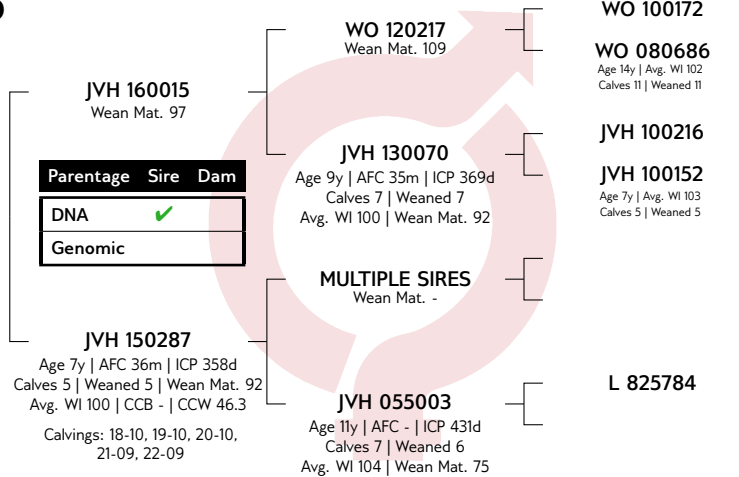 JVH 160015
Wean Mat. 97
Parentage Sire Dam
DNA ✔
Genomic
JVH 150287
Age 7y | AFC 36m | ICP 358d
Calves 5 | Weaned 5 | Wean Mat. 92
Avg. WI 100 | CCB - | CCW 46.3
Calvings: 18-10, 19-10, 20-10,
21-09, 22-09
WO 120217
Wean Mat. 109
JVH 130070
Age 9y | AFC 35m | ICP 369d
Calves 7 | Weaned 7
Avg. WI 100 | Wean Mat. 92
MULTIPLE SIRES
Wean Mat. -
JVH 055003
Age 11y | AFC - | ICP 431d
Calves 7 | Weaned 6
Avg. WI 104 | Wean Mat. 75
WO 100172
WO 080686
Age 14y | Avg. WI 102
Calves 11 | Weaned 11
JVH 100216
JVH 100152
Age 7y | Avg. WI 103
Calves 5 | Weaned 5
L 825784